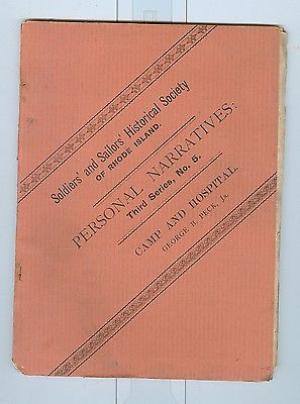 Soldiers' and Sailors' Historical Society
OF RHODE ISLAND.
PERSONAL NARRATIVES:
Third Series, No. 5.
CAMP AND HOSPITAL
GEORGE B. PECK, Jr.